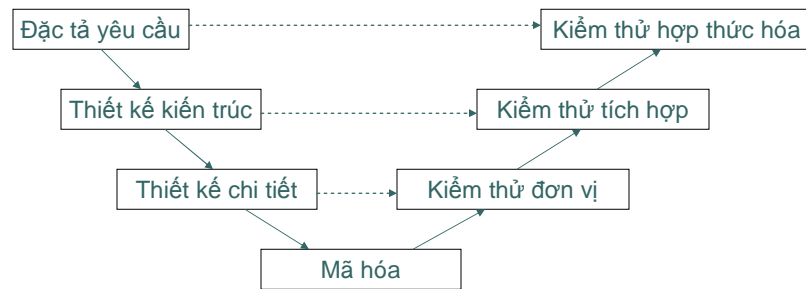 Đặc tả yêu cầu
Kiểm thử hợp thức hóa
Thiết kế kiến trúc
Kiểm thử tích hợp
Thiết kế chi tiết
Kiểm thử đơn vị
Mã hóa